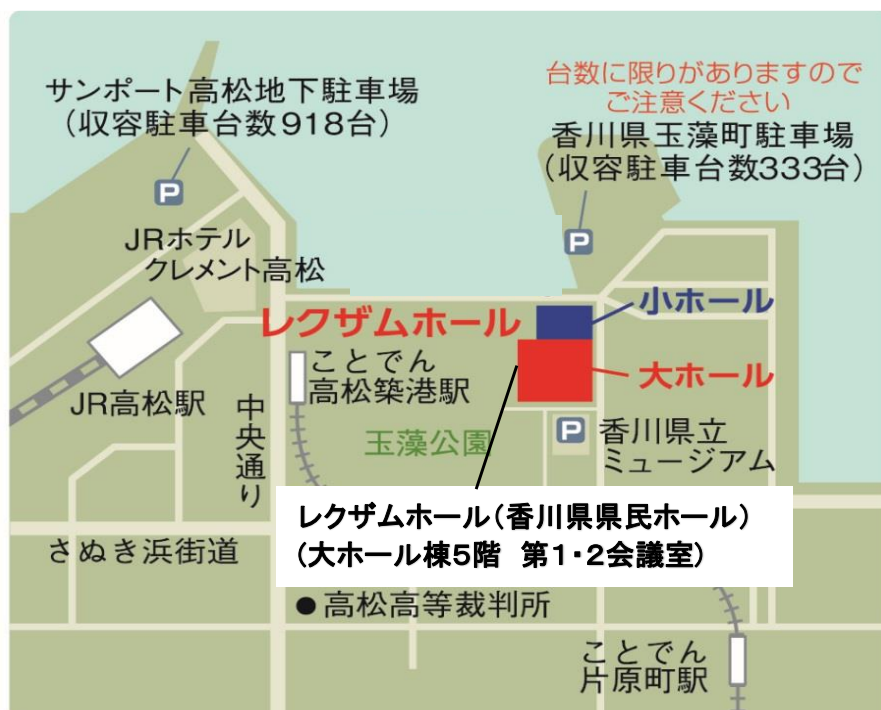 サンポート高松地下駐車場
(収容駐車台数918台)
P
台数に限りがありますので
ご注意ください
香川県玉藻町駐車場
(収容駐車台数333台)
P
JRホテル
クレメント高松
レクザムホール
小ホール
大ホール
JR高松駅
ことでん
高松築港駅
中央通り
玉藻公園
P
香川県立
ミュージアム
レクザムホール(香川県県民ホール)
(大ホール棟5階 第1・2会議室)
さぬき浜街道
●高松高等裁判所
ことでん
片原町駅